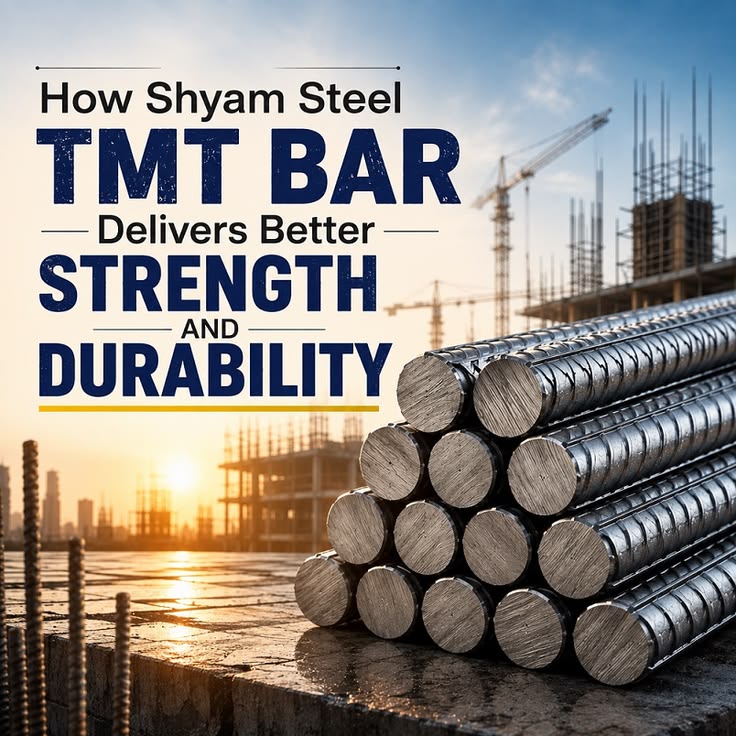 How Shyam Steel
TMT BAR
Delivers Better
STRENGTH
AND
DURABILITY